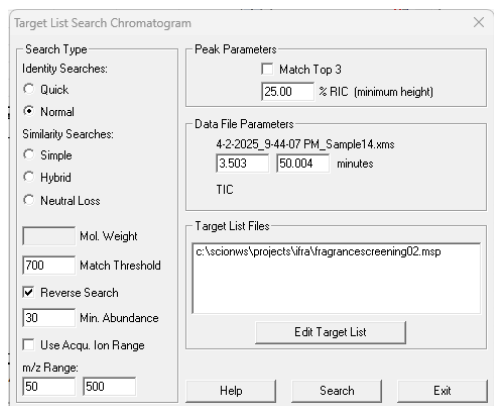 Target List Search Chromatogram
Search Type
Identity Searches:
Quick
Normal
Similarity Searches:
Simple
Hybrid
Neutral Loss
Mol. Weight
700 Match Threshold
Reverse Search
30 Min. Abundance
Use Acqu. Ion Range
m/z Range:
50 500
Peak Parameters
Match Top 3
25.00 % RIC (minimum height)
Data File Parameters
4-2-2025_9-44-07 PM_Sample14.xms
3.503 50.004 minutes
TIC
Target List Files
c:\scionws\projects\ifra\fragrancescreening02.msp
Edit Target List
Help Search Exit